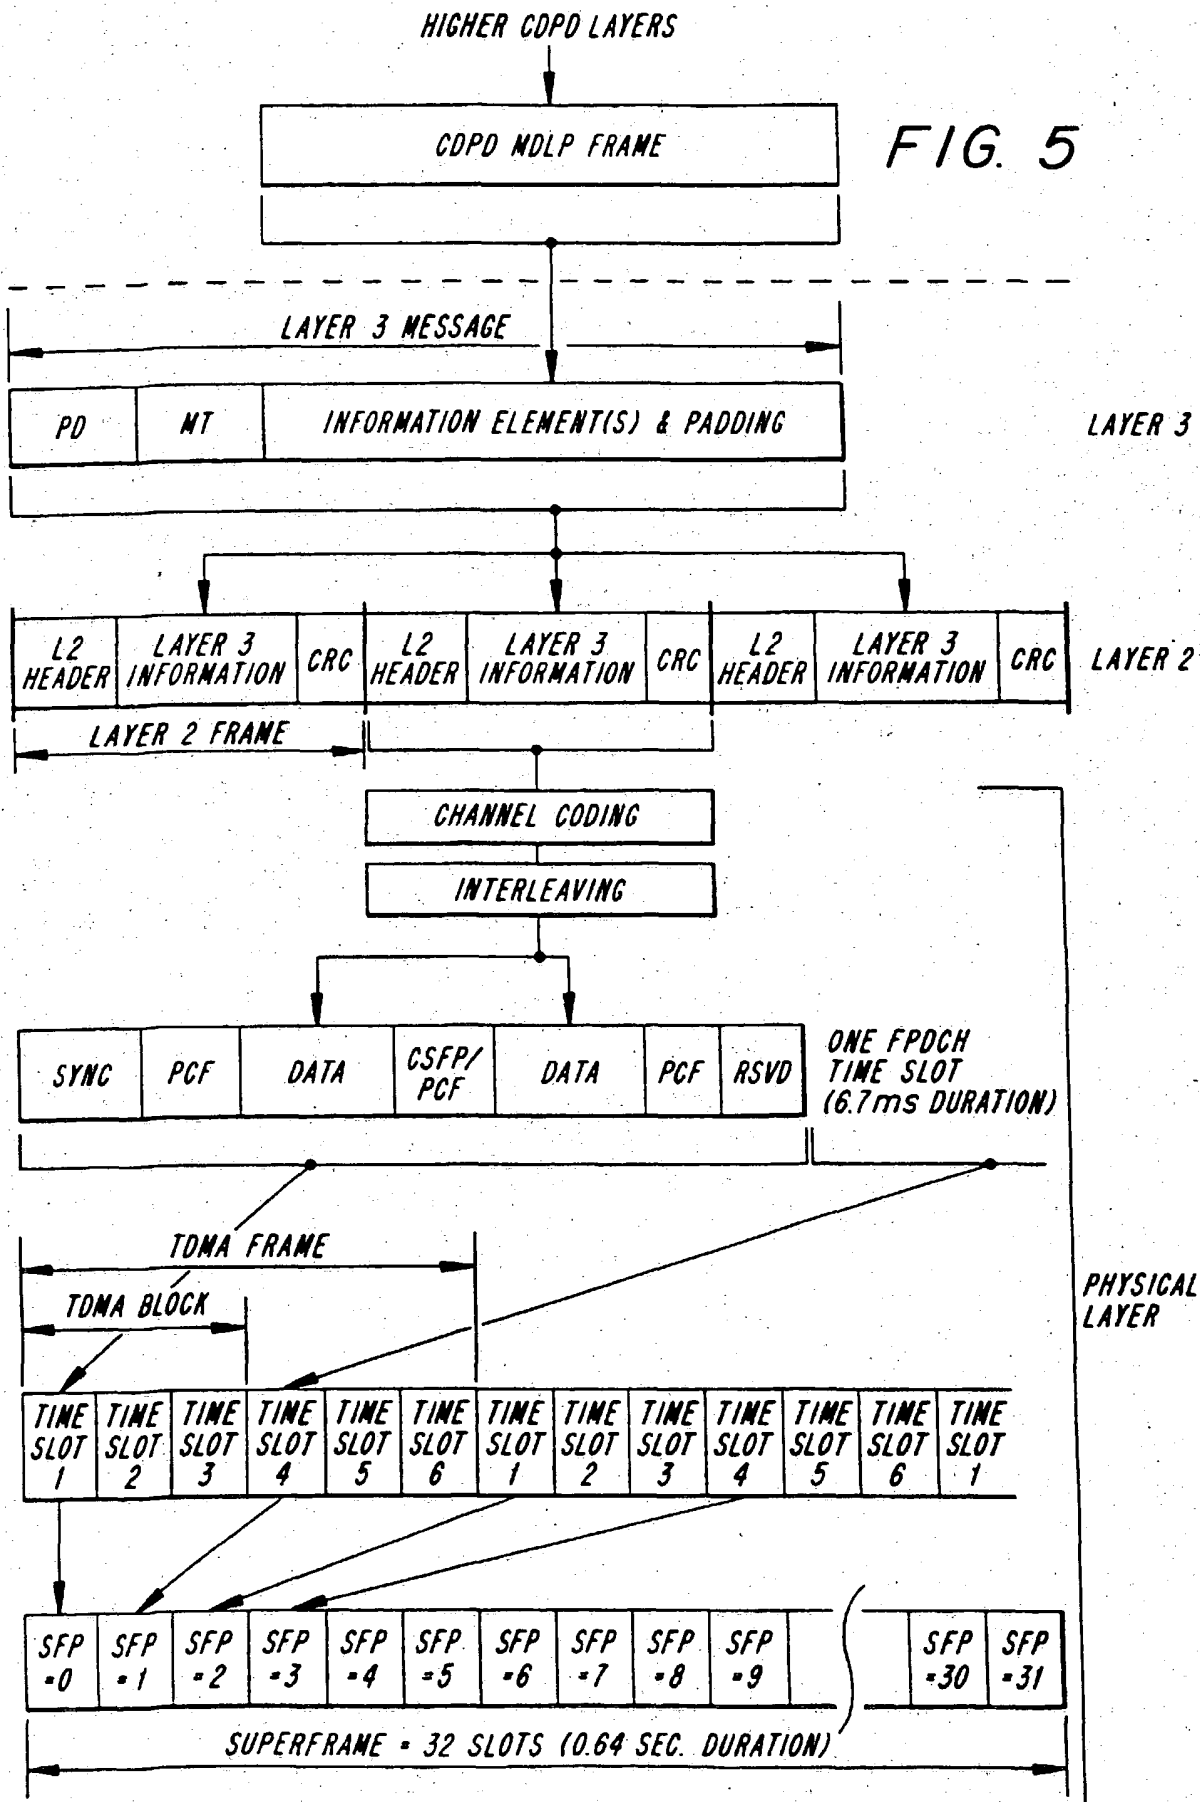 HIGHER CDPD LAYERS
CDPD MDLP FRAME
FIG. 5
LAYER 3 MESSAGE
PD
MT
INFORMATION ELEMENT(S) & PADDING
LAYER 3
L2 HEADER
LAYER 3 INFORMATION
CRC
L2 HEADER
LAYER 3 INFORMATION
CRC
L2 HEADER
LAYER 3 INFORMATION
CRC
LAYER 2
LAYER 2 FRAME
CHANNEL CODING
INTERLEAVING
SYNC
PCF
DATA
CSFP/
PCF
DATA
PCF
RSVD
ONE FPDCH
TIME SLOT
(6.7ms DURATION)
TDMA FRAME
TDMA BLOCK
PHYSICAL
LAYER
TIME SLOT 1
TIME SLOT 2
TIME SLOT 3
TIME SLOT 4
TIME SLOT 5
TIME SLOT 6
TIME SLOT 1
TIME SLOT 2
TIME SLOT 3
TIME SLOT 4
TIME SLOT 5
TIME SLOT 6
TIME SLOT 1
SFP =0
SFP =1
SFP =2
SFP =3
SFP =4
SFP =5
SFP =6
SFP =7
SFP =8
SFP =9
SFP =30
SFP =31
SUPERFRAME = 32 SLOTS (0.64 SEC. DURATION)